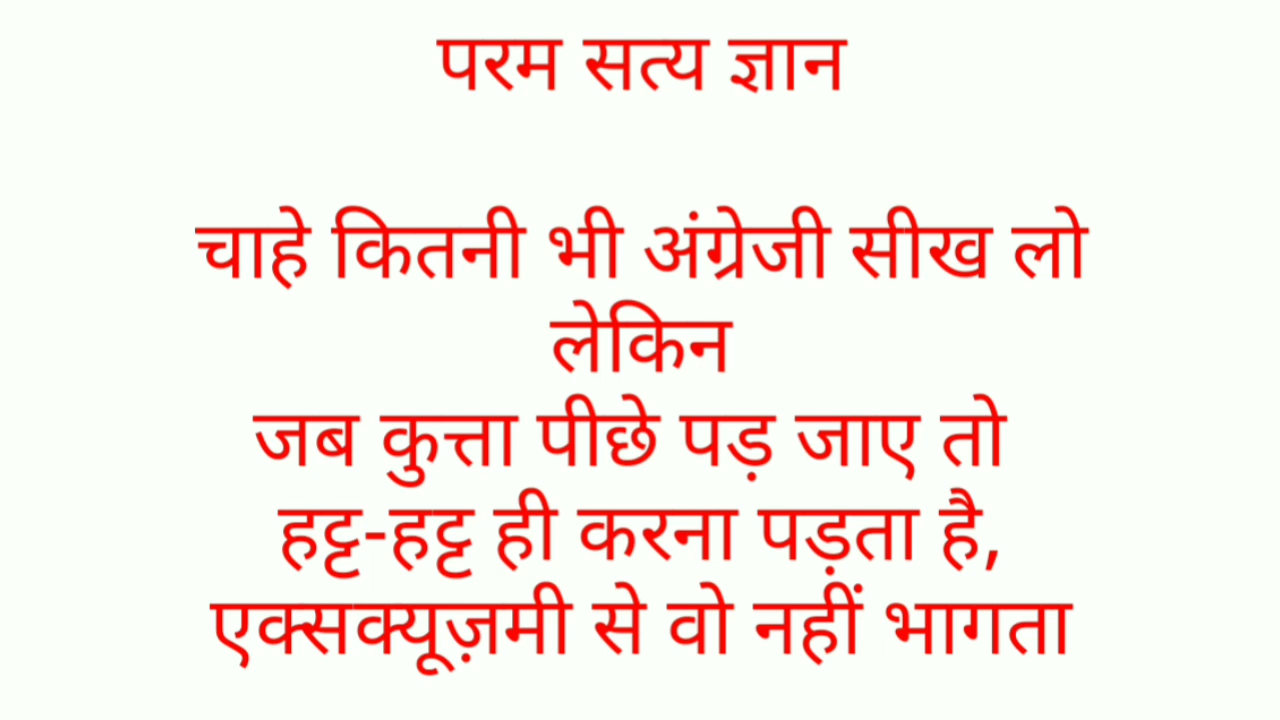 परम सत्य ज्ञान
चाहे कितनी भी अंग्रेजी सीख लो
लेकिन
जब कुत्ता पीछे पड़ जाए तो
हट्ट-हट्ट ही करना पड़ता है,
एक्सक्यूज़मी से वो नहीं भागता